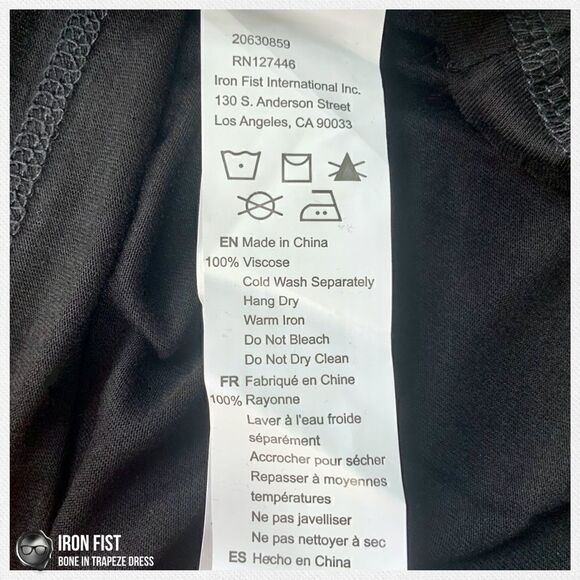 20630859
RN127446
Iron Fist International Inc.
130 S. Anderson Street
Los Angeles, CA 90033
EN Made in China
100% Viscose
Cold Wash Separately
Hang Dry
Warm Iron
Do Not Bleach
Do Not Dry Clean
FR Fabriqué en Chine
100% Rayonne
Laver à l'eau froide
séparément
Accrocher pour sécher
Repasser à moyennes
températures
Ne pas javelliser
Ne pas nettoyer à sec
ES Hecho en China
IRON FIST
BONE IN TRAPEZE DRESS